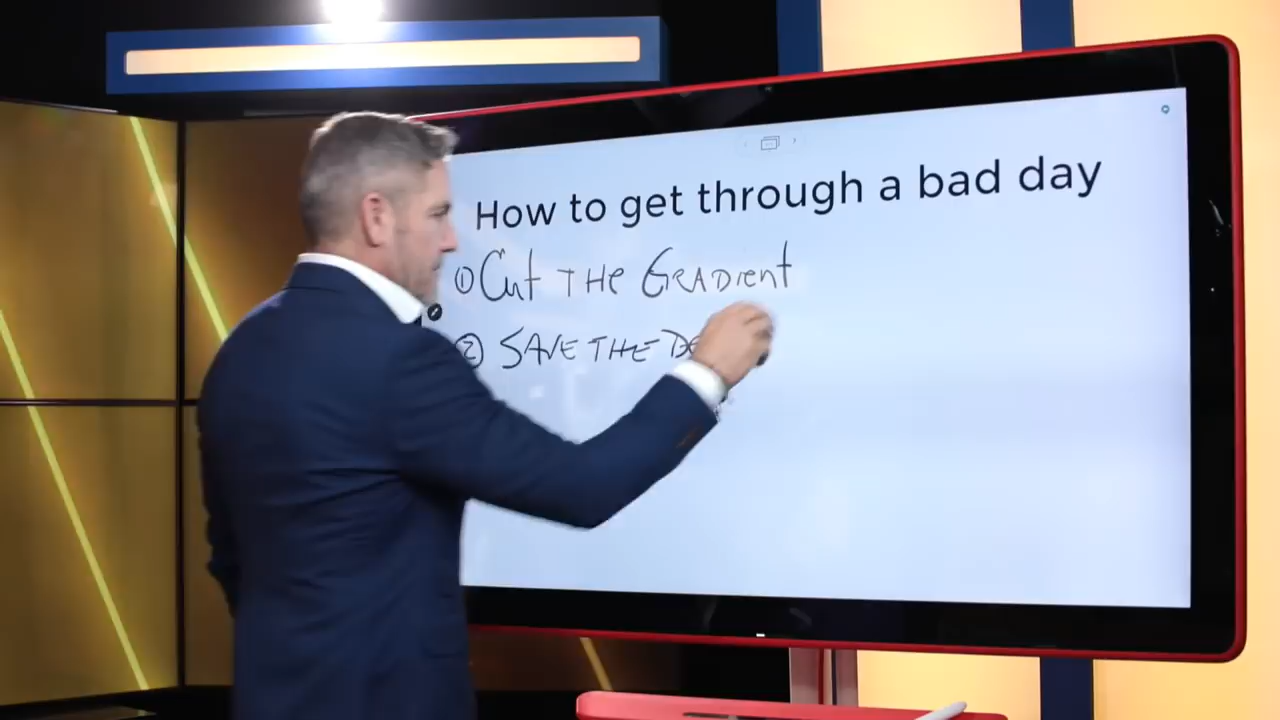 How to get through a bad day
① Cut THE GRADIENT
② SAVE THE